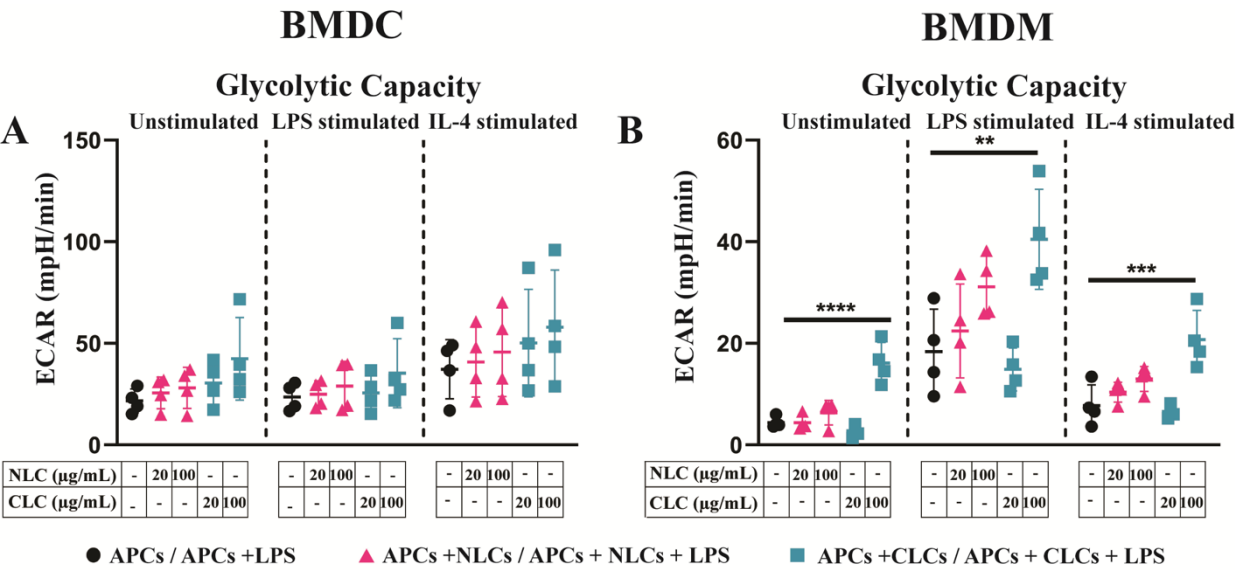 BMDC
BMDM
Glycolytic Capacity
Glycolytic Capacity
A
Unstimulated
LPS stimulated
IL-4 stimulated
ECAR (mpH/min)
150
100
50
0
NLC (µg/mL) - 20 100 - - - 20 100 - - - 20 100 - -
CLC (µg/mL) - - - 20 100 - - - 20 100 - - - 20 100
B
Unstimulated
LPS stimulated
IL-4 stimulated
ECAR (mpH/min)
60
40
20
0
****
**
***
NLC (µg/mL) - 20 100 - - - 20 100 - - - 20 100 - -
CLC (µg/mL) - - - 20 100 - - - 20 100 - - - 20 100
APCs / APCs +LPS
APCs +NLCs / APCs + NLCs + LPS
APCs +CLCs / APCs + CLCs + LPS